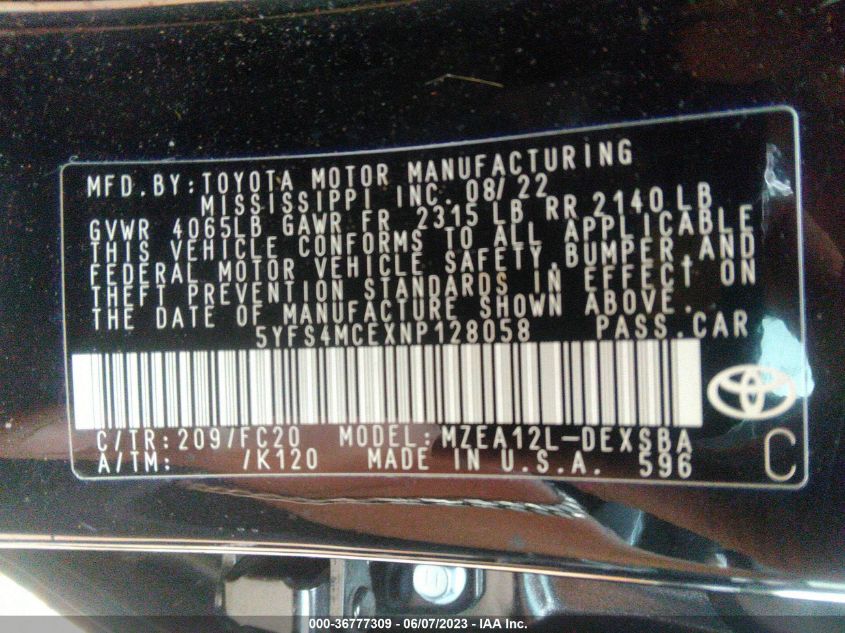 MFD.BY:TOYOTA MOTOR MANUFACTURING
MISSISSIPPI INC. 08/22
GVWR 4065LB GAWR FR 2315 LB RR 2140 LB
THIS VEHICLE CONFORMS TO ALL APPLICABLE
FEDERAL MOTOR VEHICLE SAFETY,BUMPER,AND
THEFT PREVENTION STANDARDS IN EFFECT ON
THE DATE OF MANUFACTURE SHOWN ABOVE.
5YFS4MCEXNP128058 PASS.CAR
C/TR:209/FC20 MODEL:MZEA12L-DEXSBA
A/TM: /K120 MADE IN U.S.A. 596
C
000-36777309 - 06/07/2023 - IAA Inc.